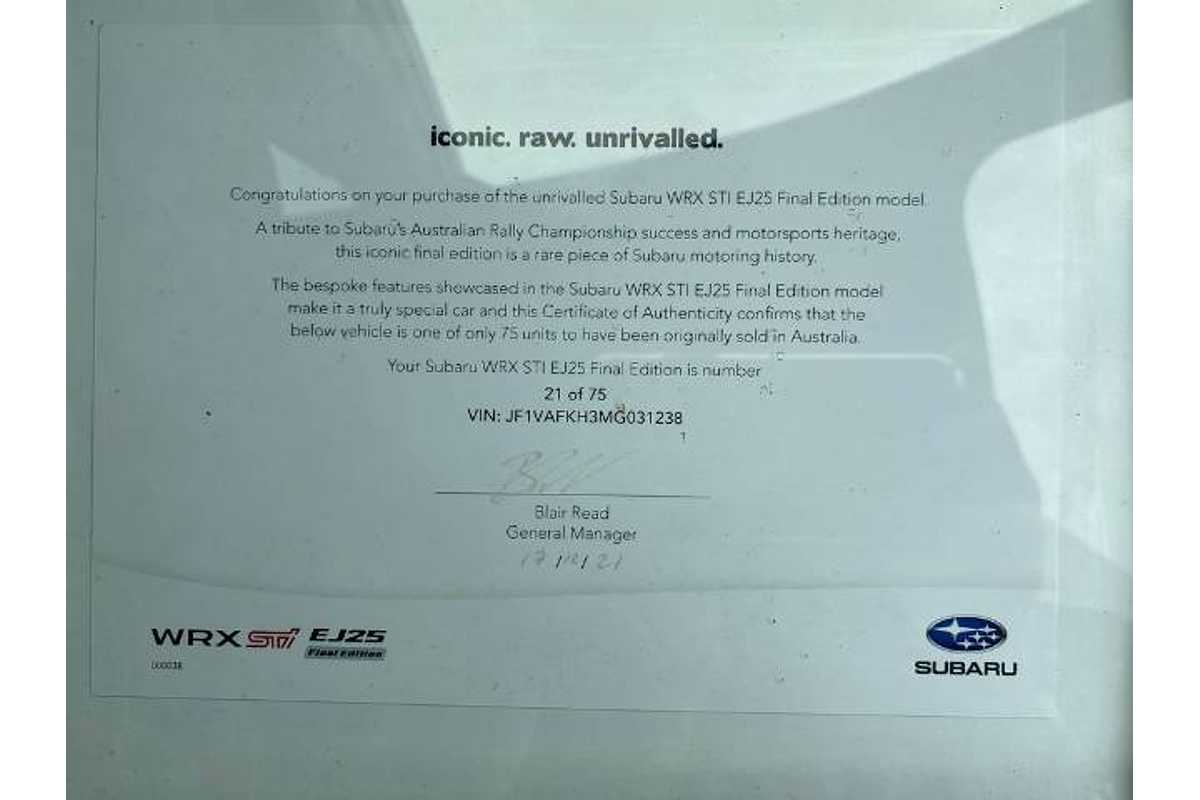 iconic. raw. unrivalled.
Congratulations on your purchase of the unrivalled Subaru WRX STI EJ25 Final Edition model.
A tribute to Subaru's Australian Rally Championship success and motorsports heritage,
this iconic final edition is a rare piece of Subaru motoring history.
The bespoke features showcased in the Subaru WRX STI EJ25 Final Edition model
make it a truly special car and this Certificate of Authenticity confirms that the
below vehicle is one of only 75 units to have been originally sold in Australia.
Your Subaru WRX STI EJ25 Final Edition is number
21 of 75
VIN: JF1VAFKH3MG031238
Blair Read
General Manager
WRX STI EJ25
Final Edition
SUBARU